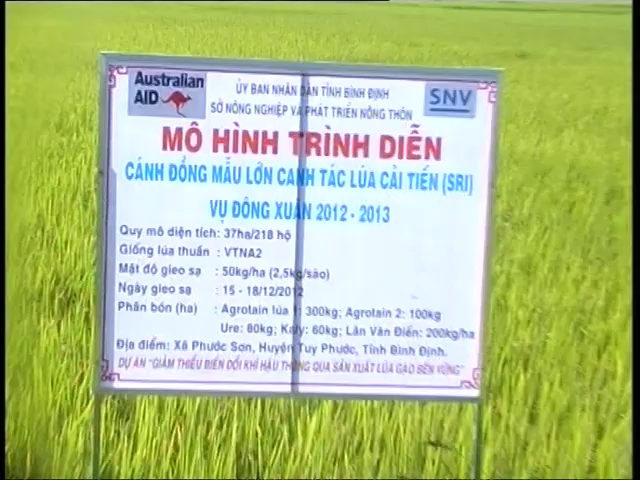 Australian
AID
ỦY BAN NHÂN DÂN TỈNH BÌNH ĐỊNH
SỞ NÔNG NGHIỆP VÀ PHÁT TRIỂN NÔNG THÔN
SNV
MÔ HÌNH TRÌNH DIỄN
CÁNH ĐỒNG MẪU LỚN CANH TÁC LÚA CẢI TIẾN (SRI)
VỤ ĐÔNG XUÂN 2012 - 2013
Quy mô diện tích: 37ha/218 hộ
Giống lúa thuần : VTNA2
Mật độ gieo sạ : 50kg/ha (2,5kg/sào)
Ngày gieo sạ : 15 - 18/12/2012
Phân bón (ha) : Agrotain lúa 1: 300kg; Agrotain 2: 100kg
Ure: 80kg; Kaly: 60kg; Lân Văn Điển: 200kg/ha
Địa điểm: Xã Phước Sơn, Huyện Tuy Phước, Tỉnh Bình Định.
DỰ ÁN "GIẢM THIỂU BIẾN ĐỔI KHÍ HẬU THÔNG QUA SẢN XUẤT LÚA GẠO BỀN VỮNG"